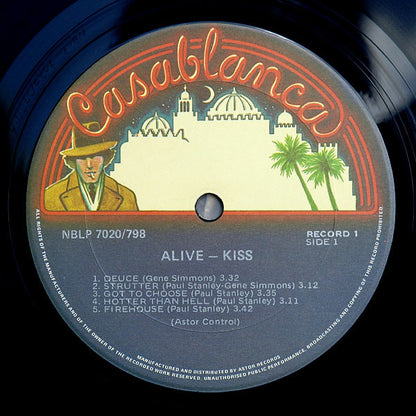 Casablanca
NBLP 7020/798
RECORD 1
SIDE 1
ALIVE – KISS
1. DEUCE (Gene Simmons) 3.32
2. STRUTTER (Paul Stanley-Gene Simmons) 3.12
3. GOT TO CHOOSE (Paul Stanley) 3.35
4. HOTTER THAN HELL (Paul Stanley) 3.11
5. FIREHOUSE (Paul Stanley) 3.42
(Astor Control)
MANUFACTURED AND DISTRIBUTED BY ASTOR RECORDS
ALL RIGHTS OF THE MANUFACTURER AND OF THE OWNER OF THE RECORDED WORK RESERVED. UNAUTHORISED PUBLIC PERFORMANCE, BROADCASTING AND COPYING OF THIS RECORD PROHIBITED.